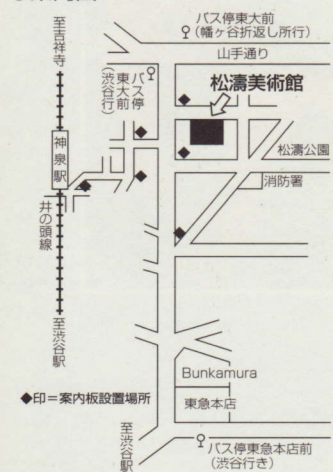 至吉祥寺
バス停東大前
(幡ヶ谷折返し所行)
山手通り
バス停
東大前
(渋谷行)
松濤美術館
神泉駅
松濤公園
消防署
井の頭線
至渋谷駅
Bunkamura
◆印=案内板設置場所
東急本店
至渋谷駅
バス停東急本店前
(渋谷行き)